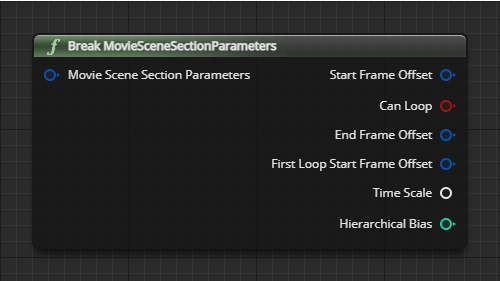 Break MovieSceneSectionParameters
Movie Scene Section Parameters Start Frame Offset
Can Loop
End Frame Offset
First Loop Start Frame Offset
Time Scale
Hierarchical Bias